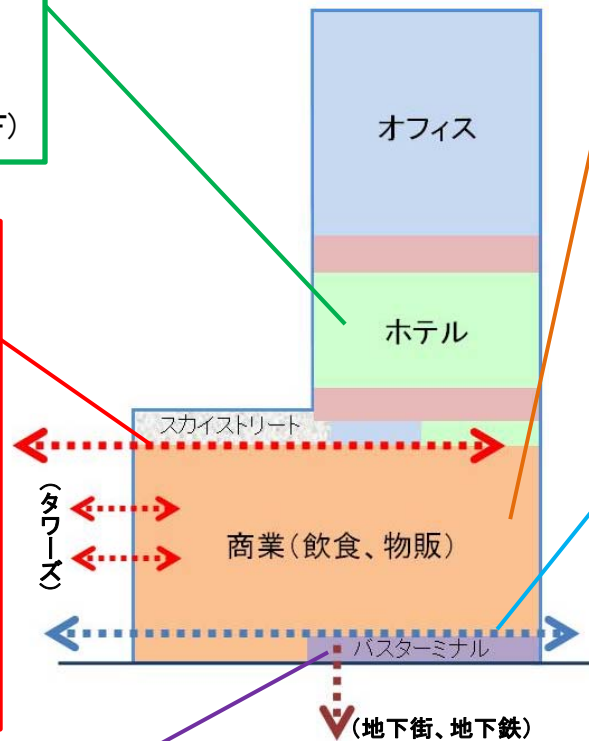 F)
オフィス
ホテル
スカイストリート
(タワーズ)
商業(飲食、物販)
バスターミナル
(地下街、地下鉄)